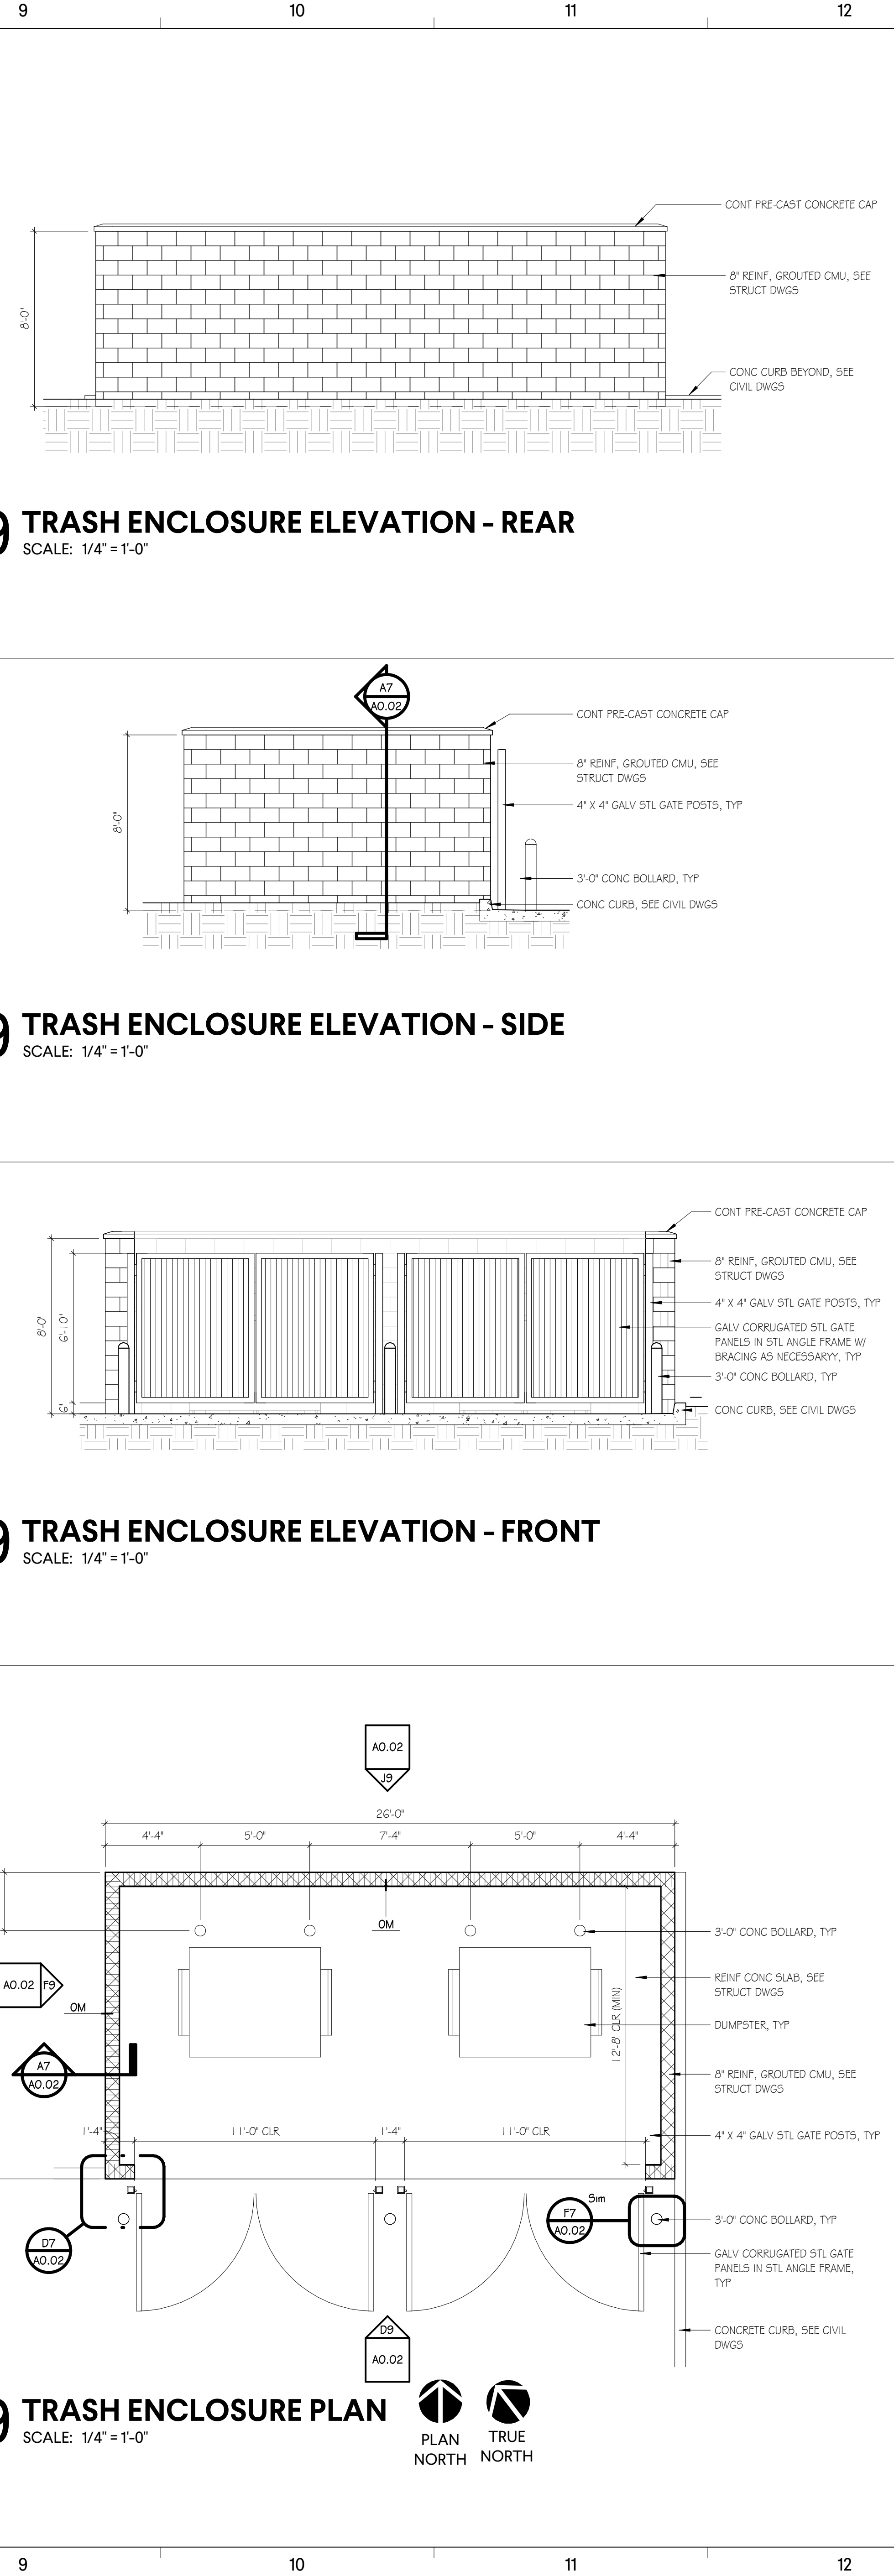 9 10 11 12
CONT PRE-CAST CONCRETE CAP
8" REINF, GROUTED CMU, SEE
STRUCT DWGS
8'-0"
CONC CURB BEYOND, SEE
CIVIL DWGS
9 TRASH ENCLOSURE ELEVATION - REAR
SCALE: 1/4" = 1'-0"
A7
A0.02
CONT PRE-CAST CONCRETE CAP
8" REINF, GROUTED CMU, SEE
STRUCT DWGS
4" X 4" GALV STL GATE POSTS, TYP
8'-0"
3'-0" CONC BOLLARD, TYP
CONC CURB, SEE CIVIL DWGS
9 TRASH ENCLOSURE ELEVATION - SIDE
SCALE: 1/4" = 1'-0"
CONT PRE-CAST CONCRETE CAP
8" REINF, GROUTED CMU, SEE
STRUCT DWGS
4" X 4" GALV STL GATE POSTS, TYP
8'-0"
6'-10"
GALV CORRUGATED STL GATE
PANELS IN STL ANGLE FRAME W/
BRACING AS NECESSARYY, TYP
3'-0" CONC BOLLARD, TYP
6"
CONC CURB, SEE CIVIL DWGS
9 TRASH ENCLOSURE ELEVATION - FRONT
SCALE: 1/4" = 1'-0"
A0.02
J9
26'-0"
4'-4" 5'-0" 7'-4" 5'-0" 4'-4"
0M
3'-0" CONC BOLLARD, TYP
A0.02 F9
REINF CONC SLAB, SEE
STRUCT DWGS
0M
12'-8" CLR (MIN)
DUMPSTER, TYP
A7
A0.02
8" REINF, GROUTED CMU, SEE
STRUCT DWGS
1'-4" 11'-0" CLR 1'-4" 11'-0" CLR
4" X 4" GALV STL GATE POSTS, TYP
Sim
F7
A0.02
3'-0" CONC BOLLARD, TYP
D7
A0.02
GALV CORRUGATED STL GATE
PANELS IN STL ANGLE FRAME,
TYP
D9
A0.02
CONCRETE CURB, SEE CIVIL
DWGS
9 TRASH ENCLOSURE PLAN
SCALE: 1/4" = 1'-0"
PLAN
NORTH
TRUE
NORTH
9 10 11 12